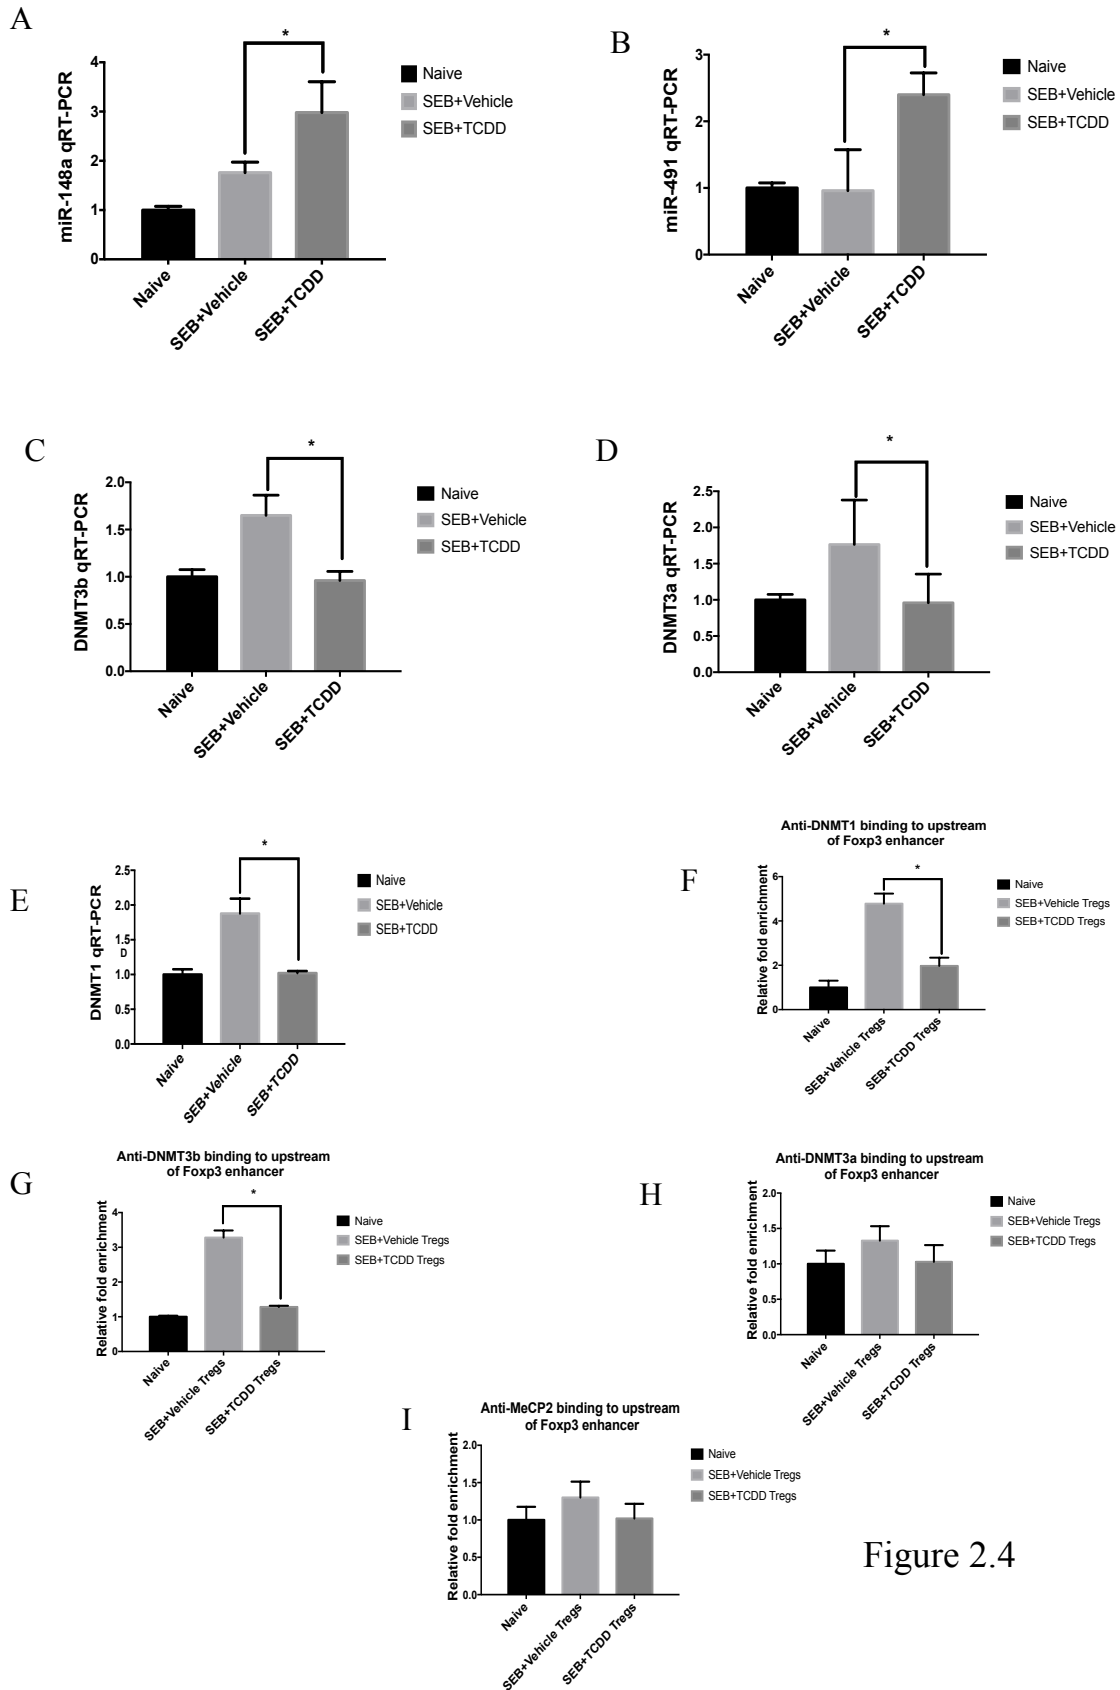 A
*
miR-148a qRT-PCR
4
3
2
1
0
Naive
SEB+Vehicle
SEB+TCDD
Naive
SEB+Vehicle
SEB+TCDD
B
*
miR-491 qRT-PCR
3
2
1
0
Naive
SEB+Vehicle
SEB+TCDD
Naive
SEB+Vehicle
SEB+TCDD
C
*
DNMT3b qRT-PCR
2.0
1.5
1.0
0.5
0.0
Naive
SEB+Vehicle
SEB+TCDD
Naive
SEB+Vehicle
SEB+TCDD
D
*
DNMT3a qRT-PCR
2.5
2.0
1.5
1.0
0.5
0.0
Naive
SEB+Vehicle
SEB+TCDD
Naive
SEB+Vehicle
SEB+TCDD
E
*
DNMT1 qRT-PCR
2.5
2.0
1.5
D
1.0
0.5
0.0
Naive
SEB+Vehicle
SEB+TCDD
Naive
SEB+Vehicle
SEB+TCDD
F
Anti-DNMT1 binding to upstream
of Foxp3 enhancer
*
Relative fold enrichment
6
4
2
0
Naive
SEB+Vehicle Tregs
SEB+TCDD Tregs
Naive
SEB+Vehicle Tregs
SEB+TCDD Tregs
G
Anti-DNMT3b binding to upstream
of Foxp3 enhancer
*
Relative fold enrichment
4
3
2
1
0
Naive
SEB+Vehicle Tregs
SEB+TCDD Tregs
Naive
SEB+Vehicle Tregs
SEB+TCDD Tregs
H
Anti-DNMT3a binding to upstream
of Foxp3 enhancer
Relative fold enrichment
2.0
1.5
1.0
0.5
0.0
Naive
SEB+Vehicle Tregs
SEB+TCDD Tregs
Naive
SEB+Vehicle Tregs
SEB+TCDD Tregs
I
Anti-MeCP2 binding to upstream
of Foxp3 enhancer
Relative fold enrichment
2.0
1.5
1.0
0.5
0.0
Naive
SEB+Vehicle Tregs
SEB+TCDD Tregs
Naive
SEB+Vehicle Tregs
SEB+TCDD Tregs
Figure 2.4